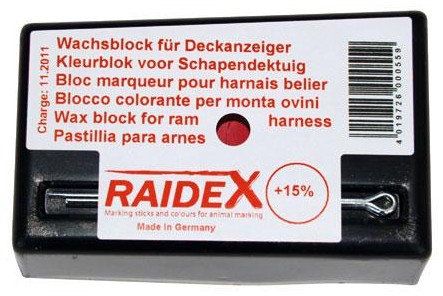 Charge: 11.2011
Wachsblock für Deckanzeiger
Kleurblok voor Schapendektuig
Bloc marqueur pour harnais belier
Blocco colorante per monta ovini
Wax block for ram harness
Pastillia para arnes
4 019726 000559
RAIDEX
Marking sticks and colours for animal marking
Made in Germany
+15%